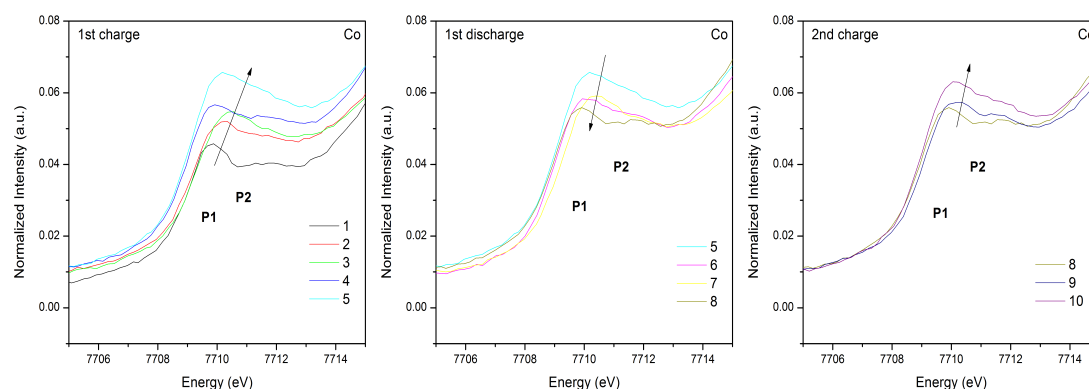 1st charge
Co
0.08
0.06
0.04
0.02
0.00
Normalized Intensity (a.u.)
P1
P2
1
2
3
4
5
7706 7708 7710 7712 7714
Energy (eV)
1st discharge
Co
0.08
0.06
0.04
0.02
0.00
Normalized Intensity (a.u.)
P1
P2
5
6
7
8
7706 7708 7710 7712 7714
Energy (eV)
2nd charge
Co
0.08
0.06
0.04
0.02
0.00
Normalized Intensity (a.u.)
P1
P2
8
9
10
7706 7708 7710 7712 7714
Energy (eV)